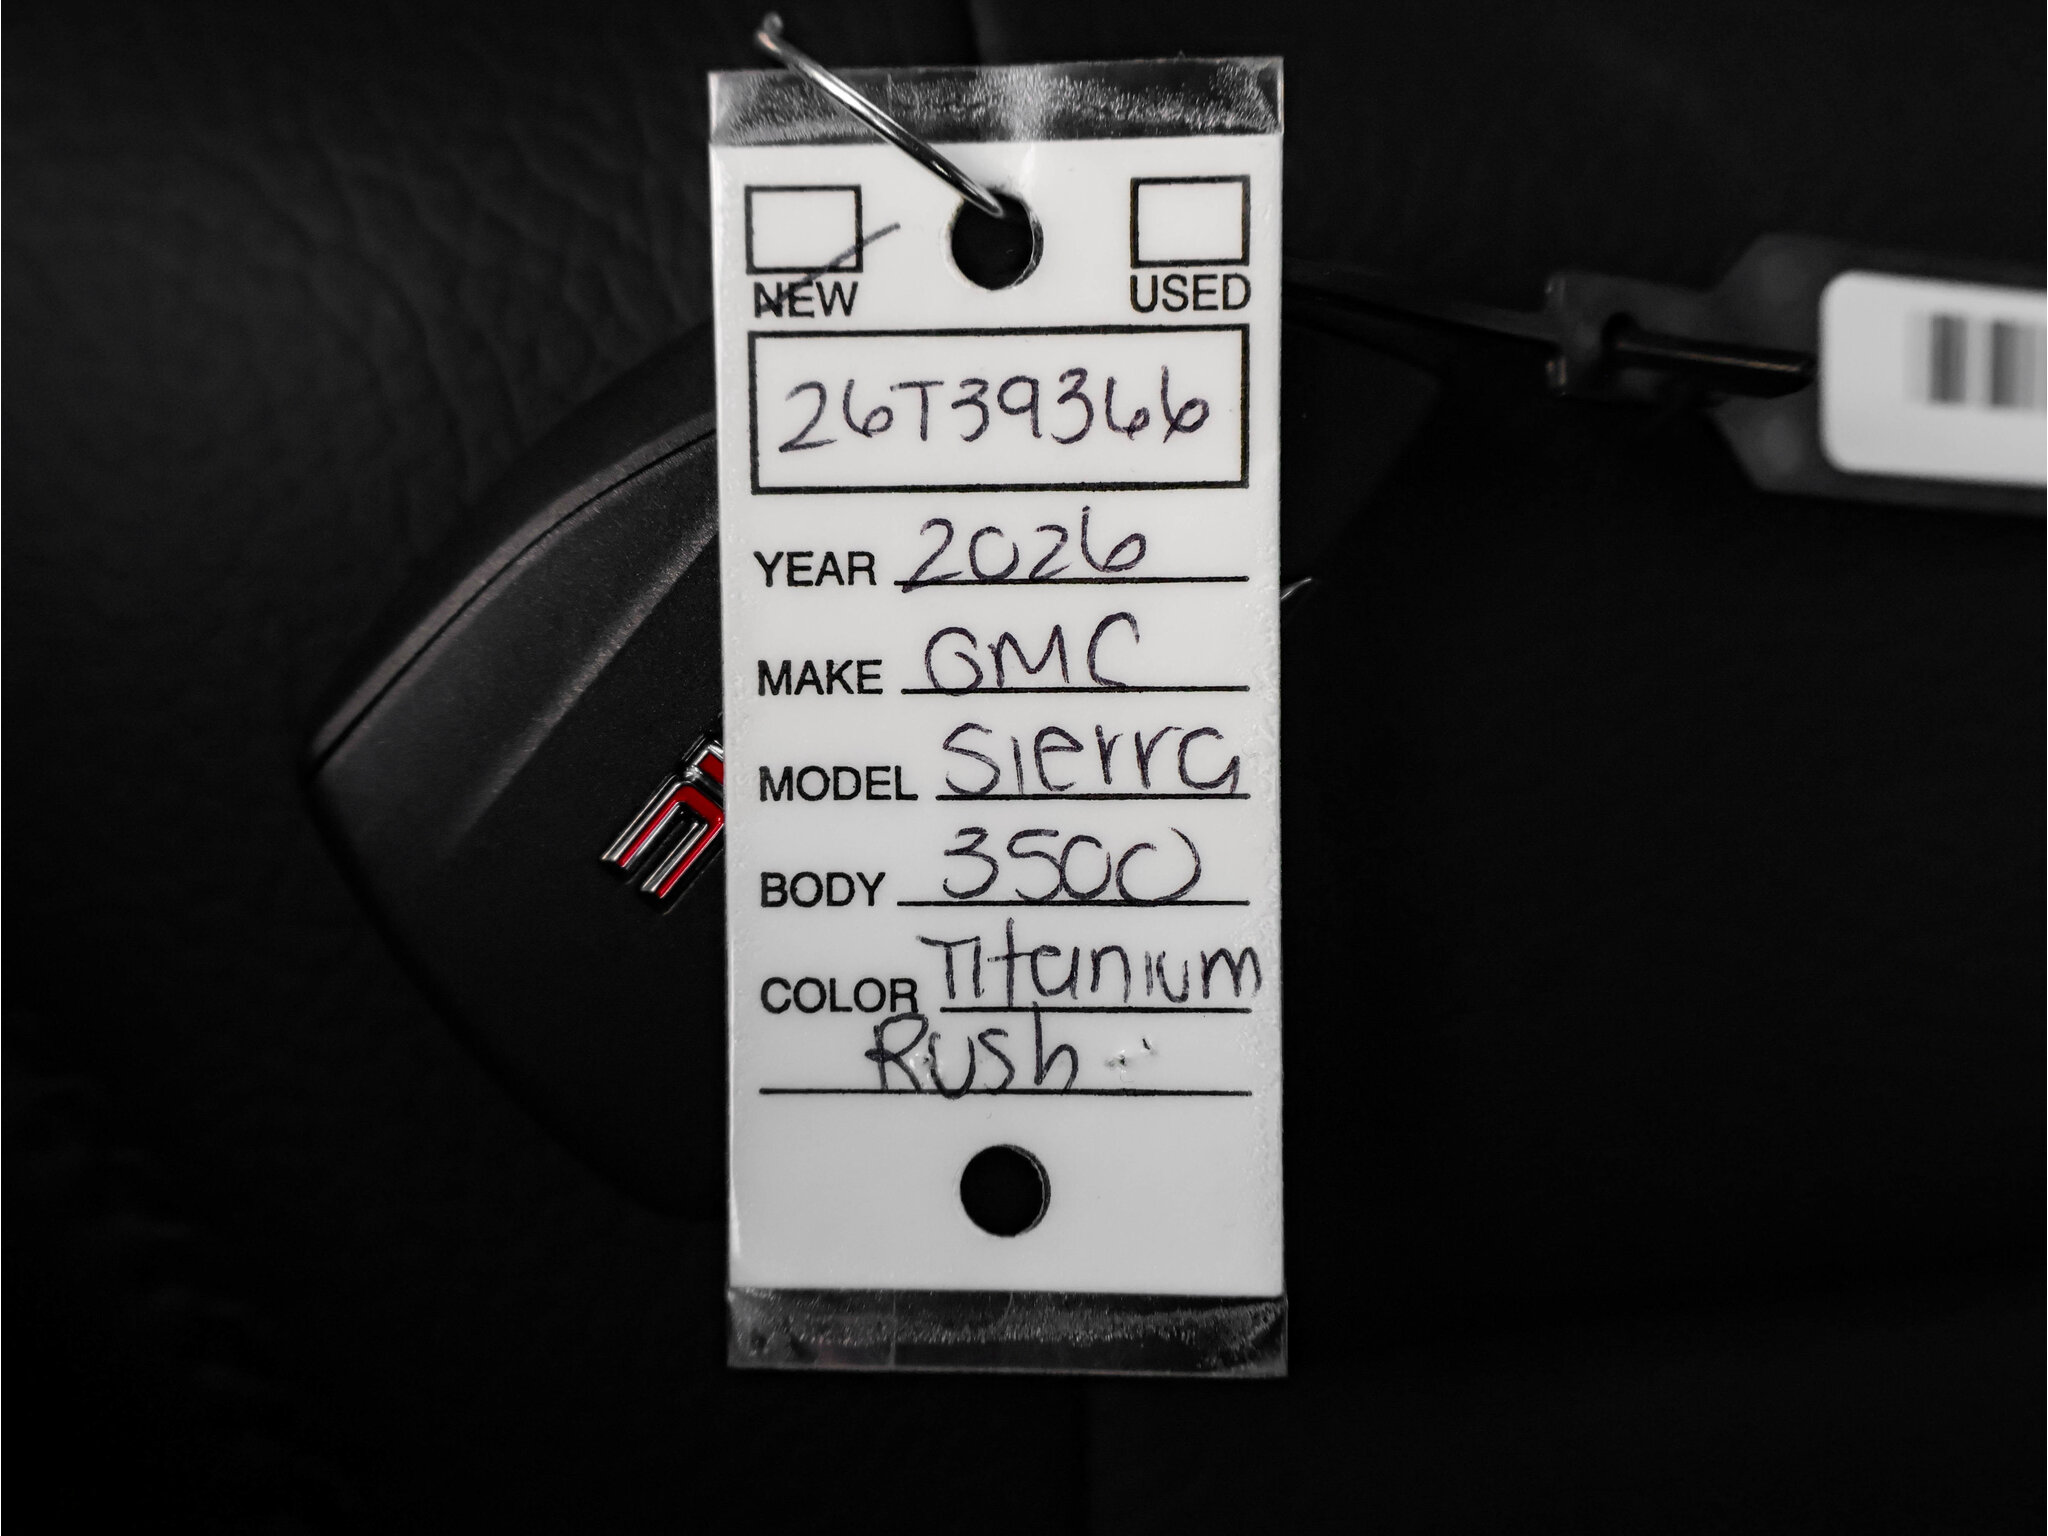 NEW USED
26T39366
YEAR 2026
MAKE GMC
MODEL Sierra
BODY 3500
COLOR Titanium
Rush